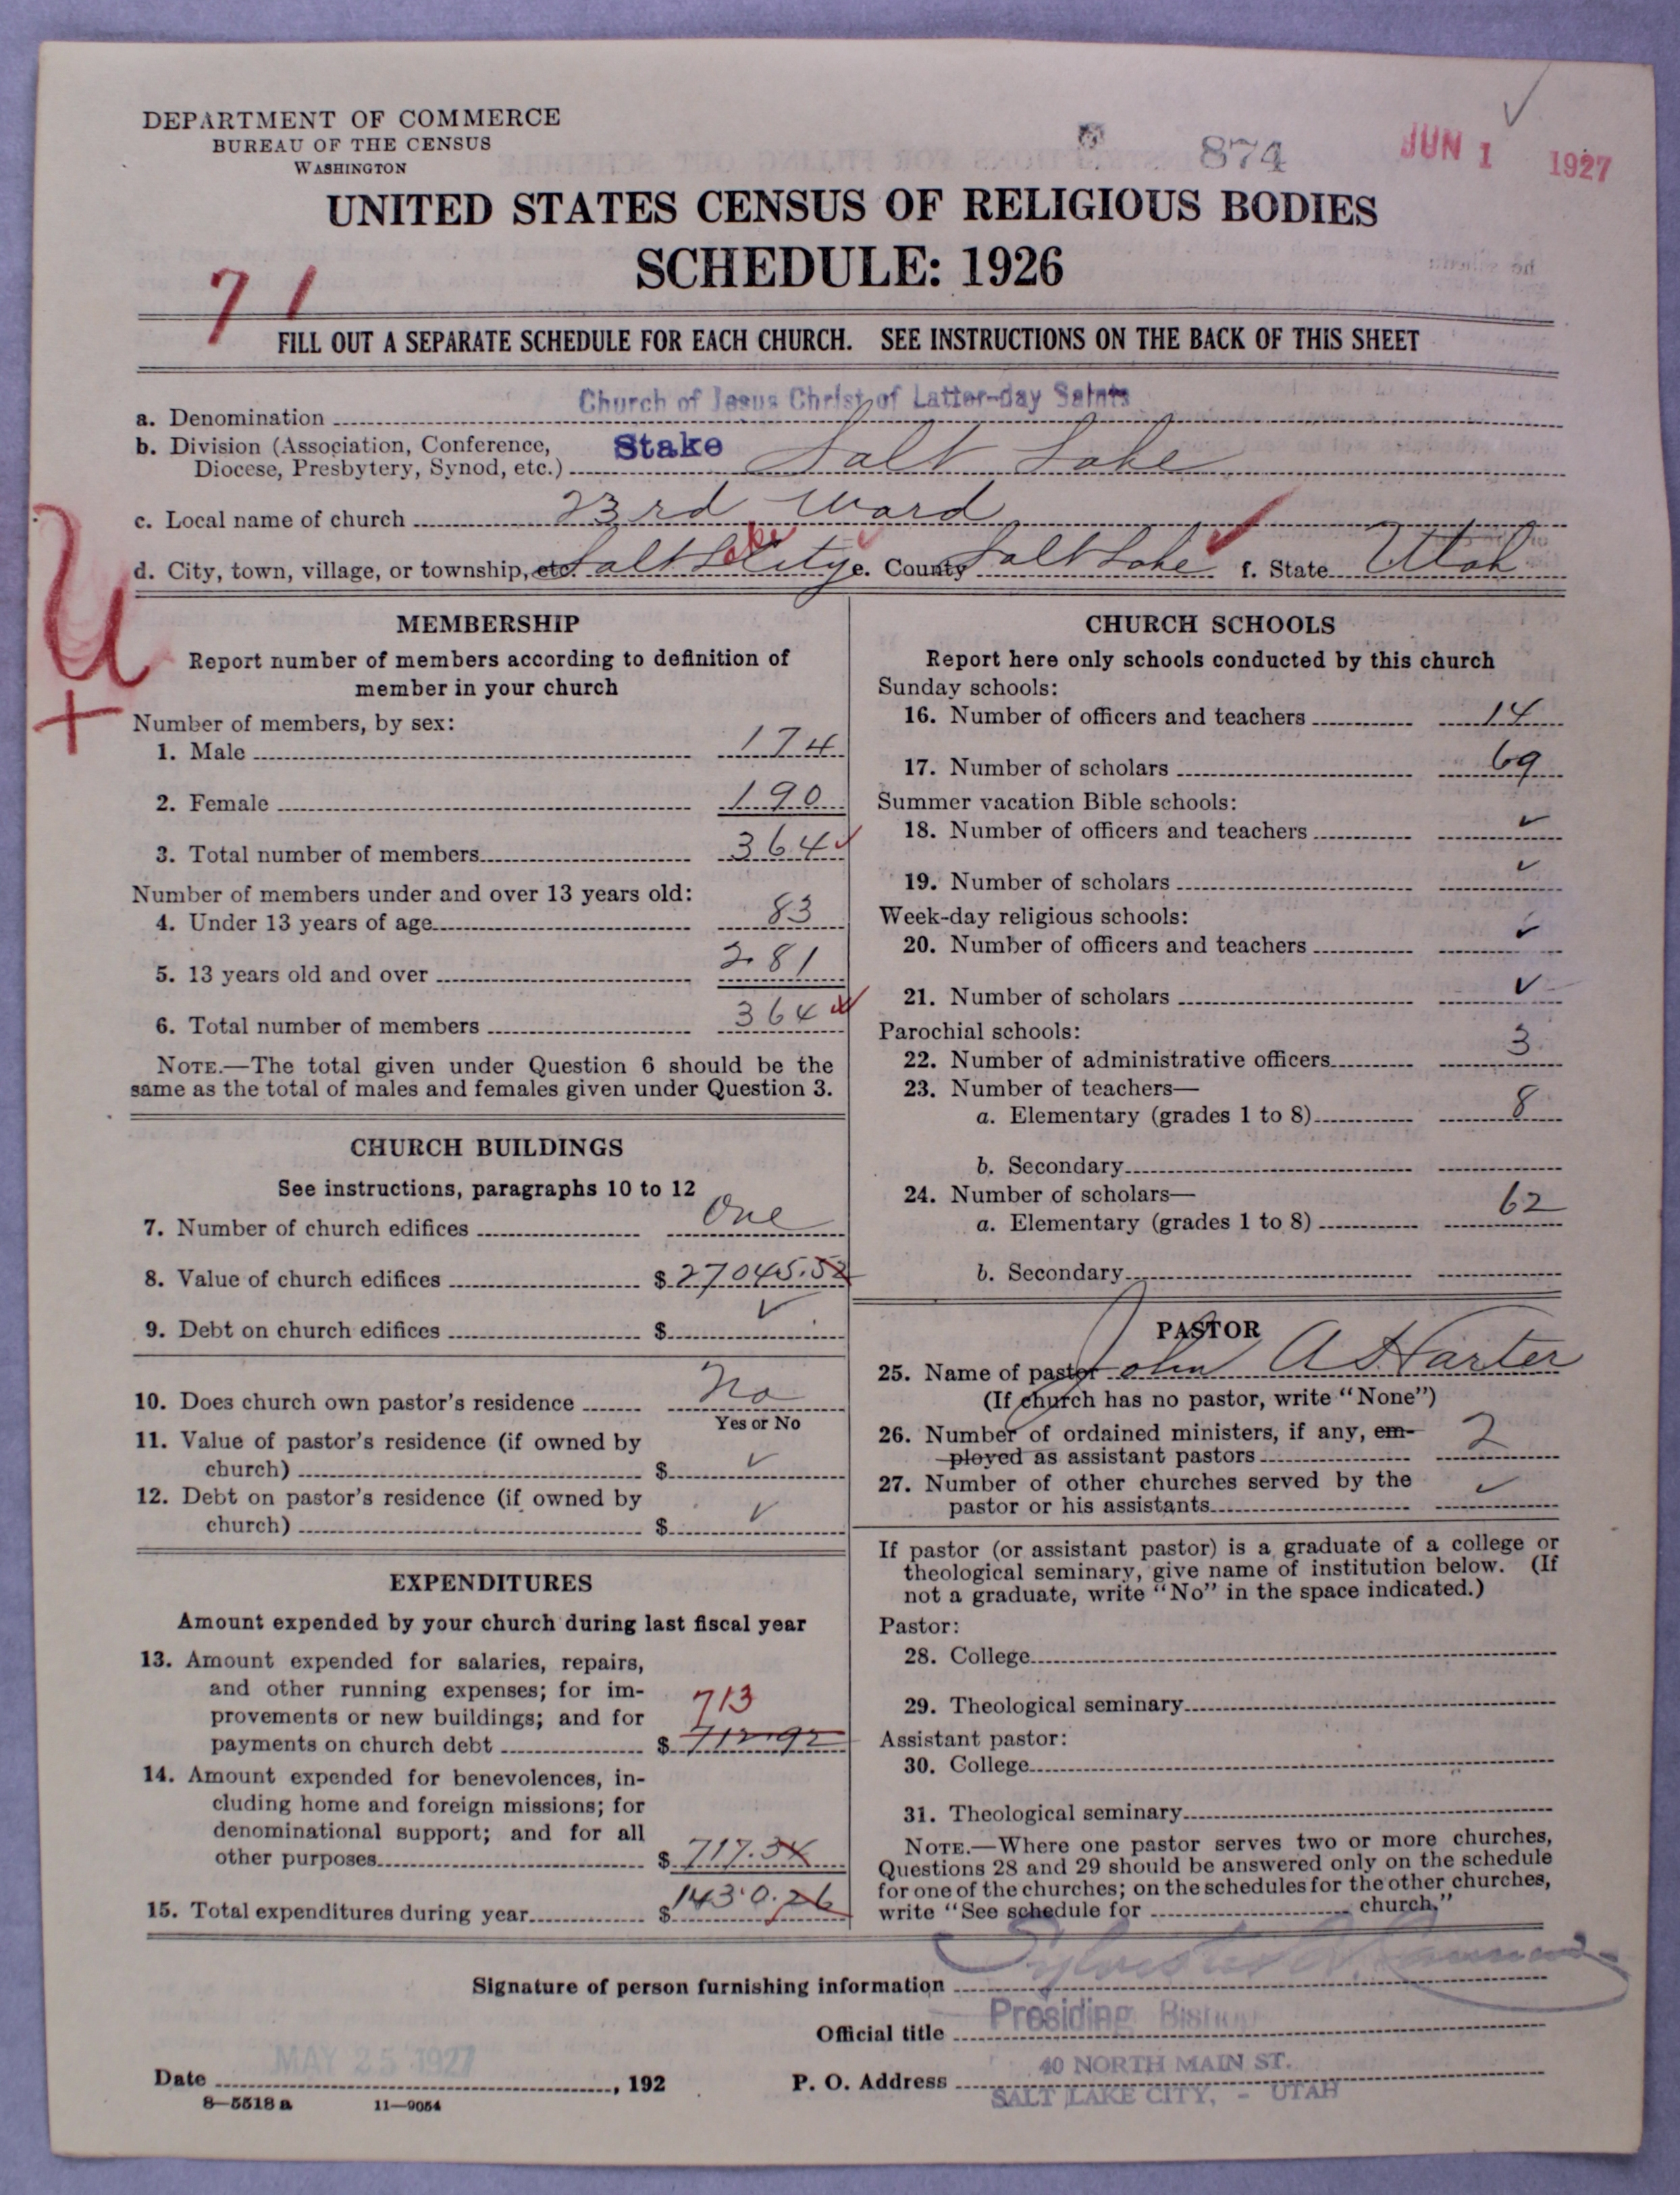 DEPARTMENT OF COMMERCE
BUREAU OF THE CENSUS
WASHINGTON
874
JUN 1 1927
UNITED STATES CENSUS OF RELIGIOUS BODIES
SCHEDULE: 1926
71
FILL OUT A SEPARATE SCHEDULE FOR EACH CHURCH. SEE INSTRUCTIONS ON THE BACK OF THIS SHEET
a. Denomination Church of Jesus Christ of Latter-day Saints
b. Division (Association, Conference, Diocese, Presbytery, Synod, etc.) Stake Salt Lake
c. Local name of church 23rd Ward
d. City, town, village, or township, etc. Salt Lake City e. County Salt Lake f. State Utah
U
+
MEMBERSHIP
Report number of members according to definition of
member in your church
Number of members, by sex:
1. Male 174
2. Female 190
3. Total number of members 364
Number of members under and over 13 years old:
4. Under 13 years of age 83
5. 13 years old and over 281
6. Total number of members 364
NOTE.—The total given under Question 6 should be the
same as the total of males and females given under Question 3.
CHURCH BUILDINGS
See instructions, paragraphs 10 to 12
7. Number of church edifices One
8. Value of church edifices $ 27045.52
9. Debt on church edifices $ ✓
10. Does church own pastor's residence No
Yes or No
11. Value of pastor's residence (if owned by
church) $ ✓
12. Debt on pastor's residence (if owned by
church) $ ✓
EXPENDITURES
Amount expended by your church during last fiscal year
13. Amount expended for salaries, repairs,
and other running expenses; for im-
provements or new buildings; and for 713
payments on church debt $ 712.92
14. Amount expended for benevolences, in-
cluding home and foreign missions; for
denominational support; and for all
other purposes $ 717.34
15. Total expenditures during year $ 1430.26
CHURCH SCHOOLS
Report here only schools conducted by this church
Sunday schools:
16. Number of officers and teachers 14
17. Number of scholars 69
Summer vacation Bible schools:
18. Number of officers and teachers ✓
19. Number of scholars ✓
Week-day religious schools:
20. Number of officers and teachers ✓
21. Number of scholars ✓
Parochial schools:
22. Number of administrative officers 3
23. Number of teachers—
a. Elementary (grades 1 to 8) 8
b. Secondary
24. Number of scholars—
a. Elementary (grades 1 to 8) 62
b. Secondary
PASTOR
25. Name of pastor John A Harter
(If church has no pastor, write "None")
26. Number of ordained ministers, if any, em-
ployed as assistant pastors 2
27. Number of other churches served by the
pastor or his assistants ✓
If pastor (or assistant pastor) is a graduate of a college or
theological seminary, give name of institution below. (If
not a graduate, write "No" in the space indicated.)
Pastor:
28. College
29. Theological seminary
Assistant pastor:
30. College
31. Theological seminary
NOTE.—Where one pastor serves two or more churches,
Questions 28 and 29 should be answered only on the schedule
for one of the churches; on the schedules for the other churches,
write "See schedule for church."
Signature of person furnishing information Sylvester Q. Cannon
Official title Presiding Bishop
Date MAY 25 1927, 192
P. O. Address 40 NORTH MAIN ST.
SALT LAKE CITY, - UTAH
8—5518 a 11—9054